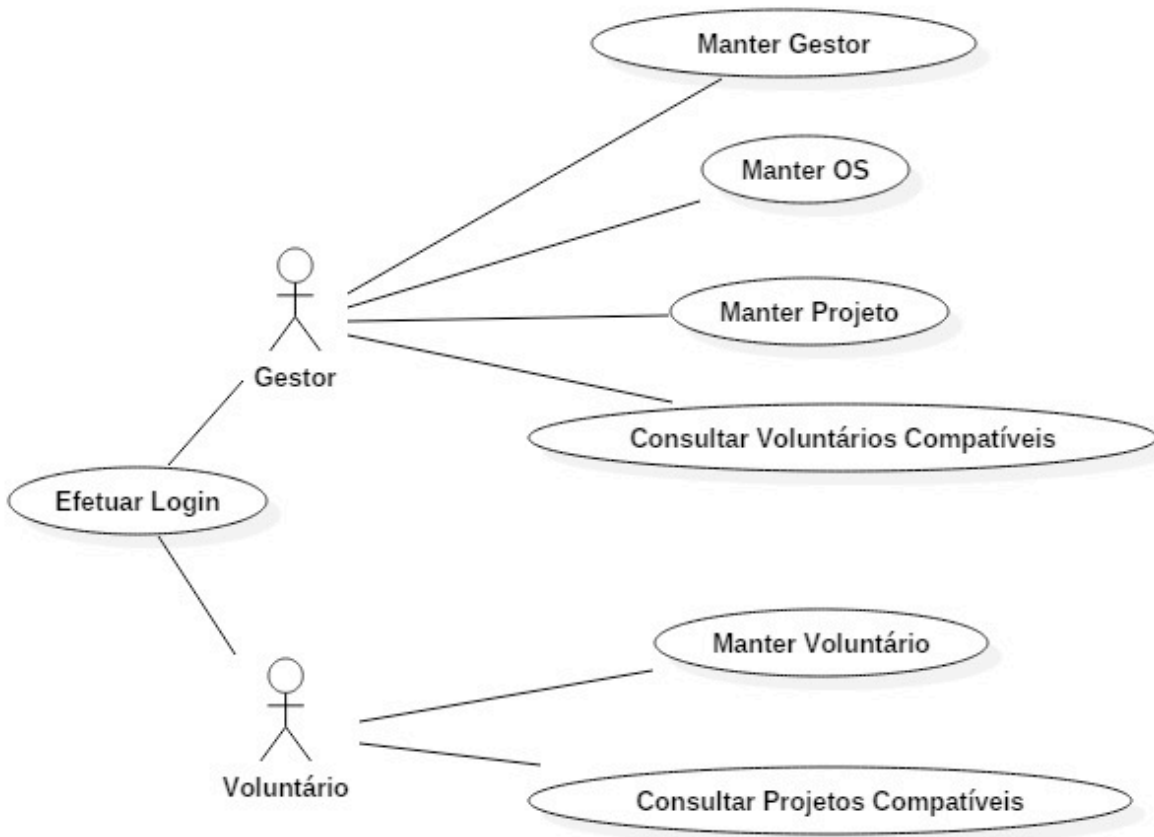 Manter Gestor
Manter OS
Manter Projeto
Gestor
Consultar Voluntários Compatíveis
Efetuar Login
Manter Voluntário
Voluntário
Consultar Projetos Compatíveis